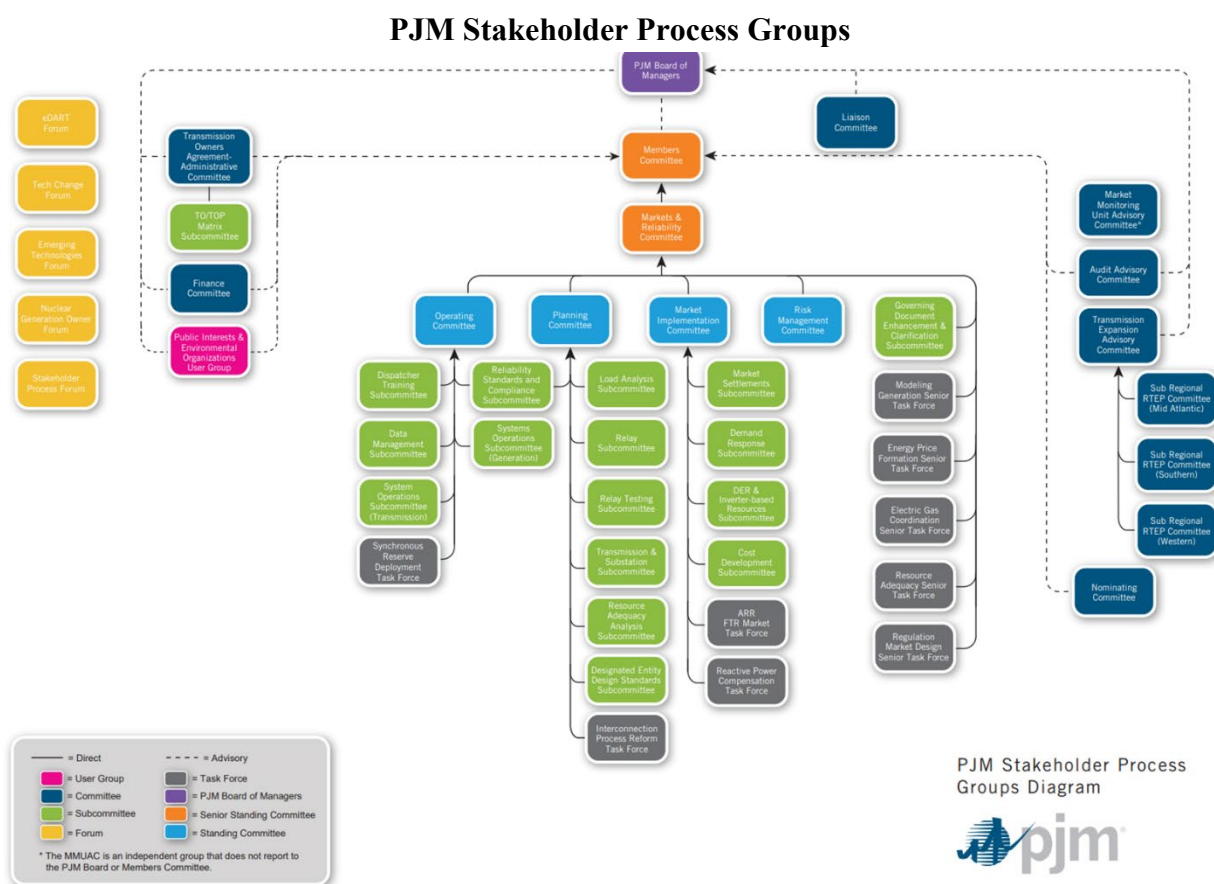 PJM Stakeholder Process Groups
PJM Board of
Managers
eDART
Forum
Tech Change
Forum
Emerging
Technologies
Forum
Nuclear
Generation Owner
Forum
Stakeholder
Process Forum
Transmission
Owners
Agreement-
Administrative
Committee
TO/TOP
Matrix
Subcommittee
Finance
Committee
Public Interests &
Environmental
Organizations
User Group
Members
Committee
Markets &
Reliability
Committee
Liaison
Committee
Market
Monitoring
Unit Advisory
Committee*
Audit Advisory
Committee
Transmission
Expansion
Advisory
Committee
Sub Regional
RTEP Committee
(Mid Atlantic)
Sub Regional
RTEP Committee
(Southern)
Sub Regional
RTEP Committee
(Western)
Nominating
Committee
Operating
Committee
Planning
Committee
Market
Implementation
Committee
Risk
Management
Committee
Dispatcher
Training
Subcommittee
Data
Management
Subcommittee
System
Operations
Subcommittee
(Transmission)
Synchronous
Reserve
Deployment
Task Force
Reliability
Standards and
Compliance
Subcommittee
Systems
Operations
Subcommittee
(Generation)
Load Analysis
Subcommittee
Relay
Subcommittee
Relay Testing
Subcommittee
Transmission &
Substation
Subcommittee
Resource
Adequacy
Analysis
Subcommittee
Designated Entity
Design Standards
Subcommittee
Interconnection
Process Reform
Task Force
Market
Settlements
Subcommittee
Demand
Response
Subcommittee
DER &
Inverter-based
Resources
Subcommittee
Cost
Development
Subcommittee
ARR
FTR Market
Task Force
Reactive Power
Compensation
Task Force
Governing
Document
Enhancement &
Clarification
Subcommittee
Modeling
Generation Senior
Task Force
Energy Price
Formation Senior
Task Force
Electric Gas
Coordination
Senior Task Force
Resource
Adequacy Senior
Task Force
Regulation
Market Design
Senior Task Force
= Direct
= Advisory
= User Group
= Task Force
= Committee
= PJM Board of Managers
= Subcommittee
= Senior Standing Committee
= Forum
= Standing Committee
* The MMUAC is an independent group that does not report to
the PJM Board or Members Committee.
PJM Stakeholder Process
Groups Diagram
pjm